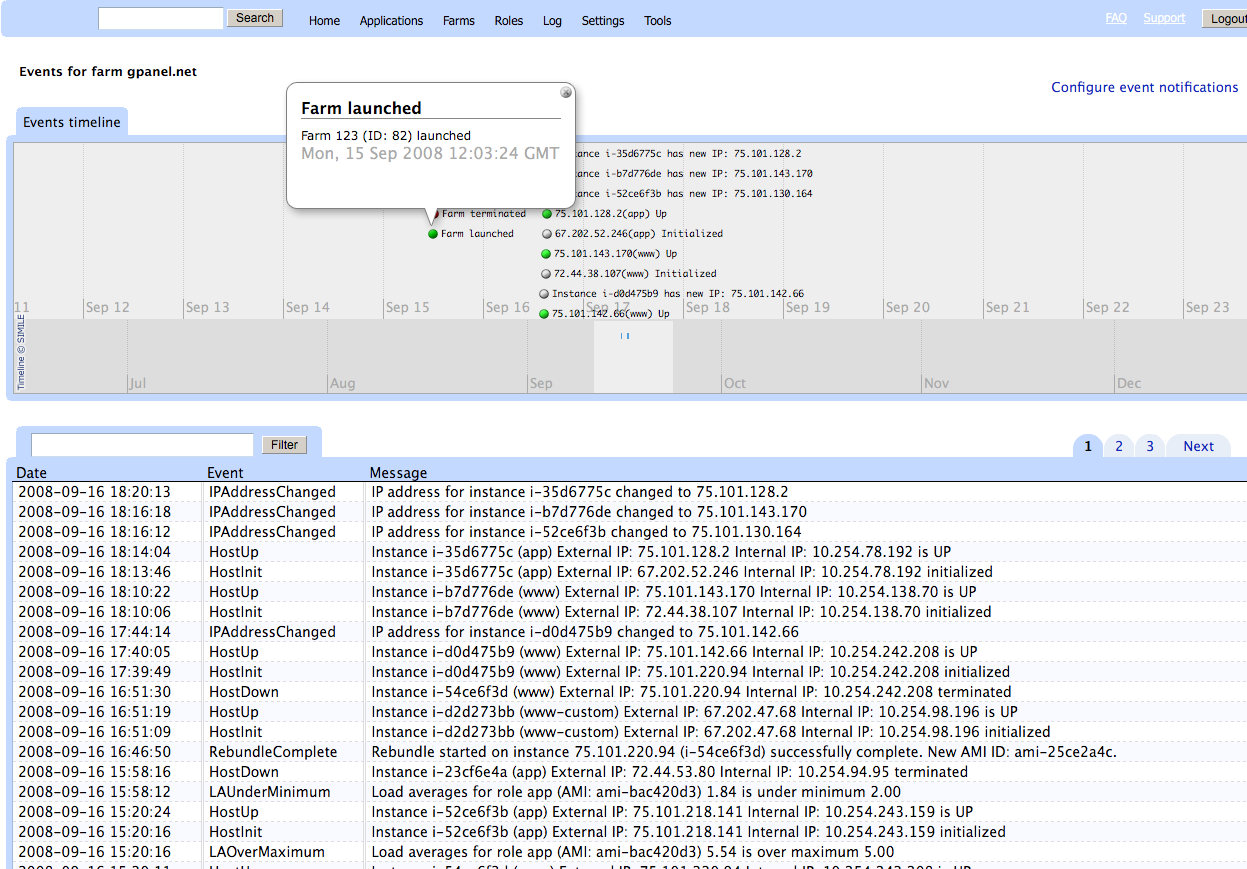 Search Home Applications Farms Roles Log Settings Tools FAQ Support Logout
Events for farm gpanel.net
Configure event notifications
Events timeline
Farm launched
Farm 123 (ID: 82) launched
Mon, 15 Sep 2008 12:03:24 GMT
i-35d6775c has new IP: 75.101.128.2
i-b7d776de has new IP: 75.101.143.170
i-52ce6f3b has new IP: 75.101.130.164
Farm terminated 75.101.128.2(app) Up
Farm launched 67.202.52.246(app) Initialized
75.101.143.170(www) Up
72.44.38.107(www) Initialized
Instance i-d0d475b9 has new IP: 75.101.142.66
11 Sep 12 Sep 13 Sep 14 Sep 15 Sep 16 Sep 17 Sep 18 Sep 19 Sep 20 Sep 21 Sep 22 Sep 23
75.101.142.66(www) Up
Timeline © SIMILE
Jul Aug Sep Oct Nov Dec
Filter 1 2 3 Next
Date Event Message
2008-09-16 18:20:13 IPAddressChanged IP address for instance i-35d6775c changed to 75.101.128.2
2008-09-16 18:16:18 IPAddressChanged IP address for instance i-b7d776de changed to 75.101.143.170
2008-09-16 18:16:12 IPAddressChanged IP address for instance i-52ce6f3b changed to 75.101.130.164
2008-09-16 18:14:04 HostUp Instance i-35d6775c (app) External IP: 75.101.128.2 Internal IP: 10.254.78.192 is UP
2008-09-16 18:13:46 HostInit Instance i-35d6775c (app) External IP: 67.202.52.246 Internal IP: 10.254.78.192 initialized
2008-09-16 18:10:22 HostUp Instance i-b7d776de (www) External IP: 75.101.143.170 Internal IP: 10.254.138.70 is UP
2008-09-16 18:10:06 HostInit Instance i-b7d776de (www) External IP: 72.44.38.107 Internal IP: 10.254.138.70 initialized
2008-09-16 17:44:14 IPAddressChanged IP address for instance i-d0d475b9 changed to 75.101.142.66
2008-09-16 17:40:05 HostUp Instance i-d0d475b9 (www) External IP: 75.101.142.66 Internal IP: 10.254.242.208 is UP
2008-09-16 17:39:49 HostInit Instance i-d0d475b9 (www) External IP: 75.101.220.94 Internal IP: 10.254.242.208 initialized
2008-09-16 16:51:30 HostDown Instance i-54ce6f3d (www) External IP: 75.101.220.94 Internal IP: 10.254.242.208 terminated
2008-09-16 16:51:19 HostUp Instance i-d2d273bb (www-custom) External IP: 67.202.47.68 Internal IP: 10.254.98.196 is UP
2008-09-16 16:51:09 HostInit Instance i-d2d273bb (www-custom) External IP: 67.202.47.68 Internal IP: 10.254.98.196 initialized
2008-09-16 16:46:50 RebundleComplete Rebundle started on instance 75.101.220.94 (i-54ce6f3d) successfully complete. New AMI ID: ami-25ce2a4c.
2008-09-16 15:58:16 HostDown Instance i-23cf6e4a (app) External IP: 72.44.53.80 Internal IP: 10.254.94.95 terminated
2008-09-16 15:58:12 LAUnderMinimum Load averages for role app (AMI: ami-bac420d3) 1.84 is under minimum 2.00
2008-09-16 15:20:24 HostUp Instance i-52ce6f3b (app) External IP: 75.101.218.141 Internal IP: 10.254.243.159 is UP
2008-09-16 15:20:16 HostInit Instance i-52ce6f3b (app) External IP: 75.101.218.141 Internal IP: 10.254.243.159 initialized
2008-09-16 15:20:16 LAOverMaximum Load averages for role app (AMI: ami-bac420d3) 5.54 is over maximum 5.00